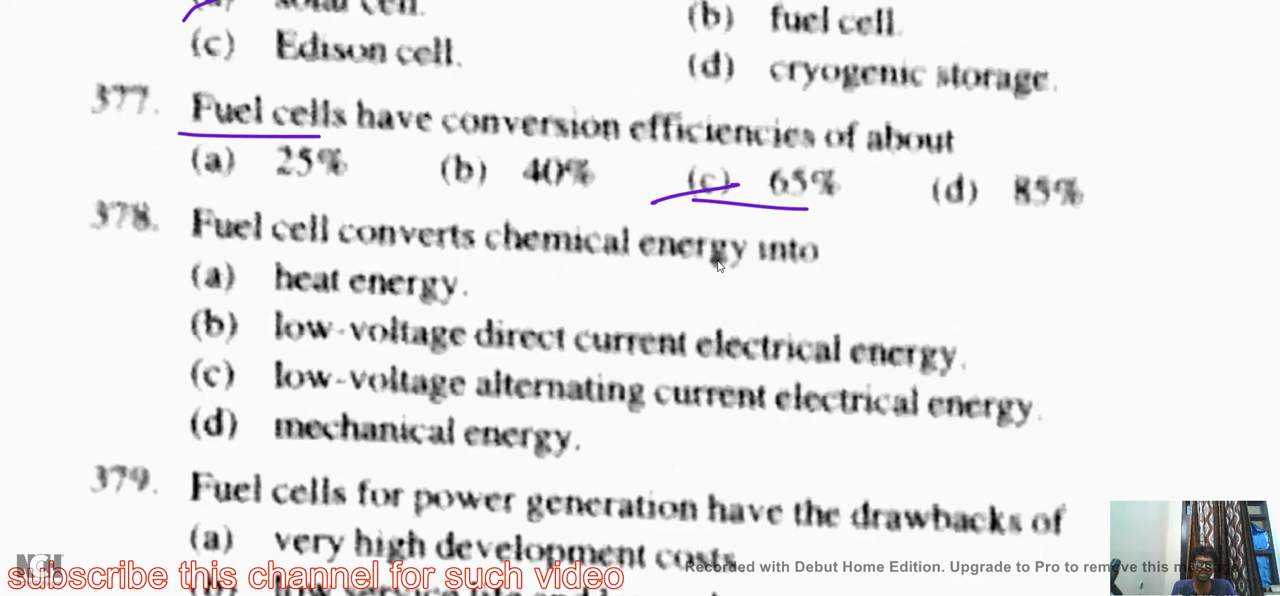 solar cell.
(b) fuel cell.
(c) Edison cell.
(d) cryogenic storage.
377. Fuel cells have conversion efficiencies of about
(a) 25% (b) 40% (c) 65% (d) 85%
378. Fuel cell converts chemical energy into
(a) heat energy.
(b) low-voltage direct current electrical energy.
(c) low-voltage alternating current electrical energy.
(d) mechanical energy.
379. Fuel cells for power generation have the drawbacks of
(a) very high development costs.
subscribe this channel for such video
Recorded with Debut Home Edition. Upgrade to Pro to remove this message